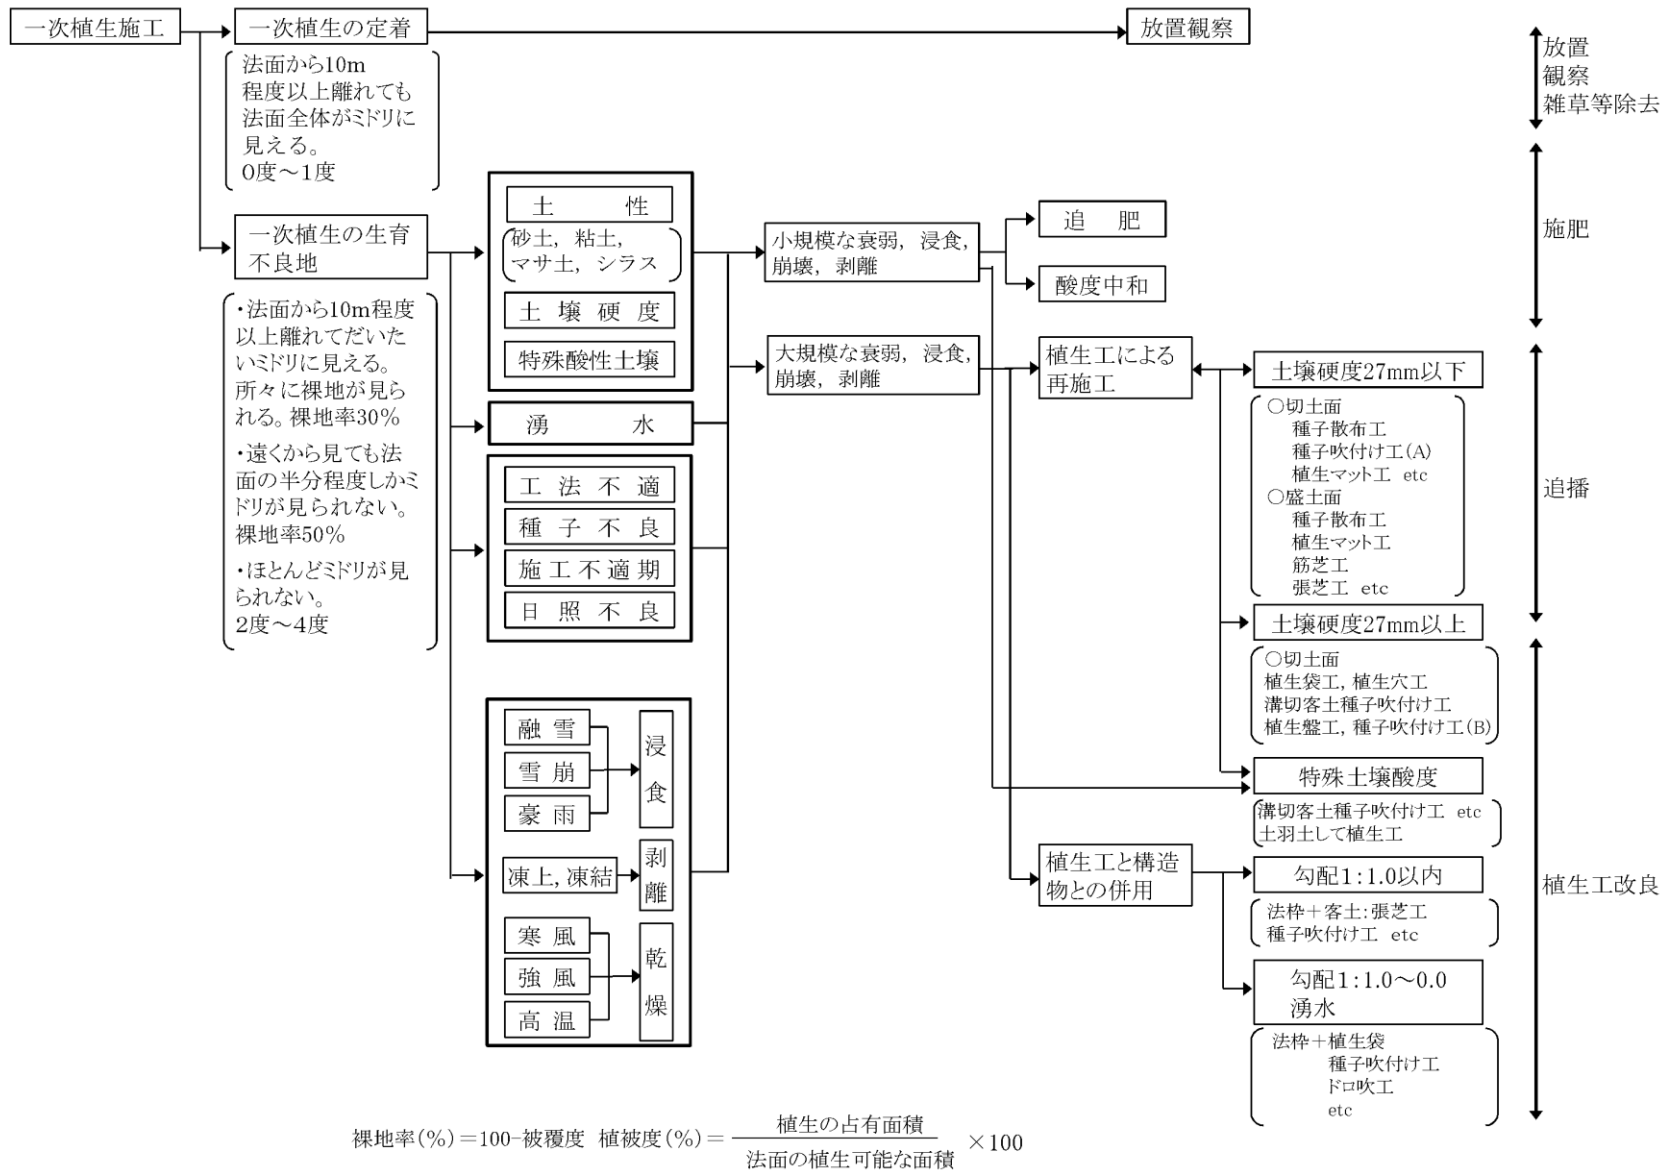 一次植生施工
一次植生の定着
法面から10m
程度以上離れても
法面全体がミドリに
見える。
0度～1度
放置観察
放置
観察
雑草等除去
一次植生の生育
不良地
・法面から10m程度
以上離れてだいた
いミドリに見える。
所々に裸地が見ら
れる。裸地率30%
・遠くから見ても法
面の半分程度しかミ
ドリが見られない。
裸地率50%
・ほとんどミドリが見
られない。
2度～4度
土性
砂土, 粘土,
マサ土, シラス
土壌硬度
特殊酸性土壌
湧水
工法不適
種子不良
施工不適期
日照不良
融雪
雪崩
豪雨
浸食
凍上, 凍結
剥離
寒風
強風
高温
乾燥
小規模な衰弱, 浸食,
崩壊, 剥離
追肥
酸度中和
施肥
大規模な衰弱, 浸食,
崩壊, 剥離
植生工による
再施工
土壌硬度27mm以下
○切土面
種子散布工
種子吹付け工(A)
植生マット工 etc
○盛土面
種子散布工
植生マット工
筋芝工
張芝工 etc
追播
土壌硬度27mm以上
○切土面
植生袋工, 植生穴工
溝切客土種子吹付け工
植生盤工, 種子吹付け工(B)
特殊土壌酸度
溝切客土種子吹付け工 etc
土羽土して植生工
植生工と構造
物との併用
勾配1:1.0以内
法枠＋客土:張芝工
種子吹付け工 etc
勾配1:1.0～0.0
湧水
法枠＋植生袋
種子吹付け工
ドロ吹工
etc
植生工改良
裸地率(%)＝100-被覆度 植被度(%)＝植生の占有面積
法面の植生可能な面積
×100